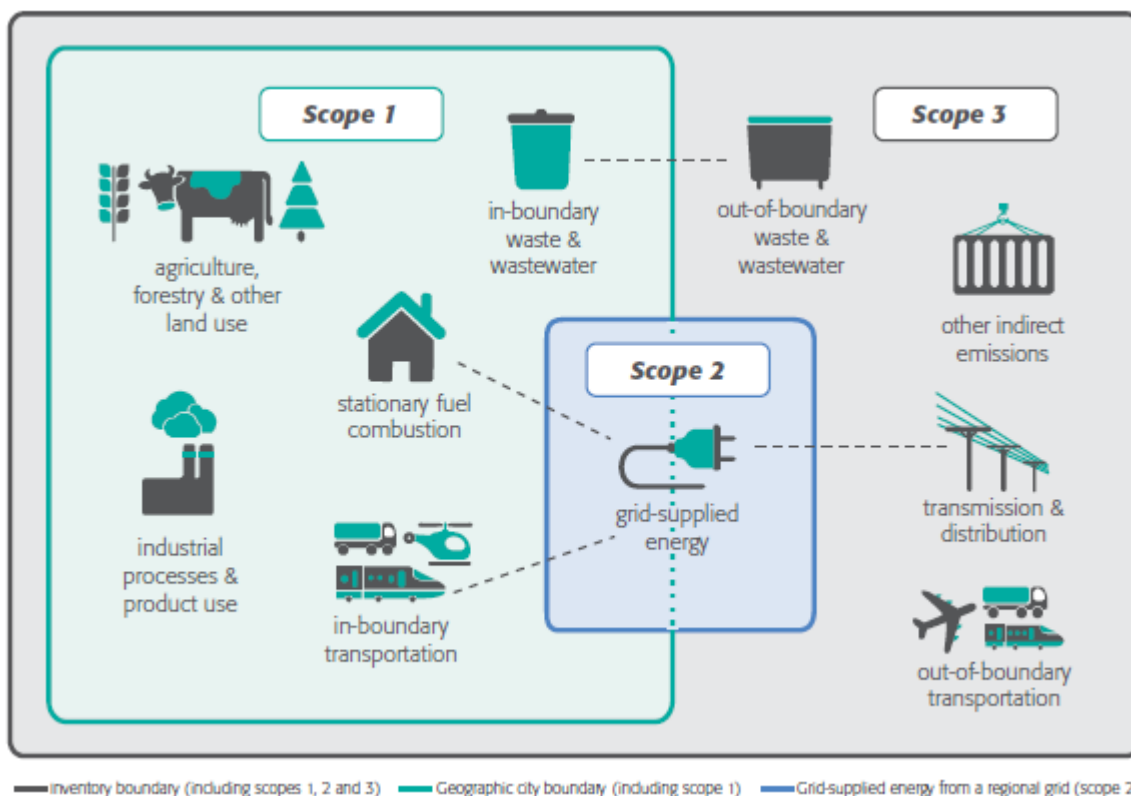 Scope 1
Scope 3
in-boundary
waste &
wastewater
out-of-boundary
waste &
wastewater
agriculture,
forestry & other
land use
other indirect
emissions
Scope 2
stationary fuel
combustion
grid-supplied
energy
transmission &
distribution
industrial
processes &
product use
in-boundary
transportation
out-of-boundary
transportation
Inventory boundary (including scopes 1, 2 and 3) Geographic city boundary (including scope 1) Grid-supplied energy from a regional grid (scope 2